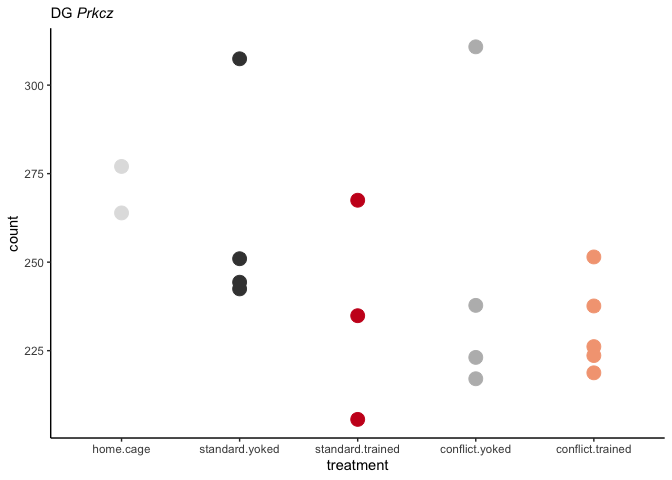 DG Prkcz
300
275
250
225
count
home.cage standard.yoked standard.trained conflict.yoked conflict.trained
treatment